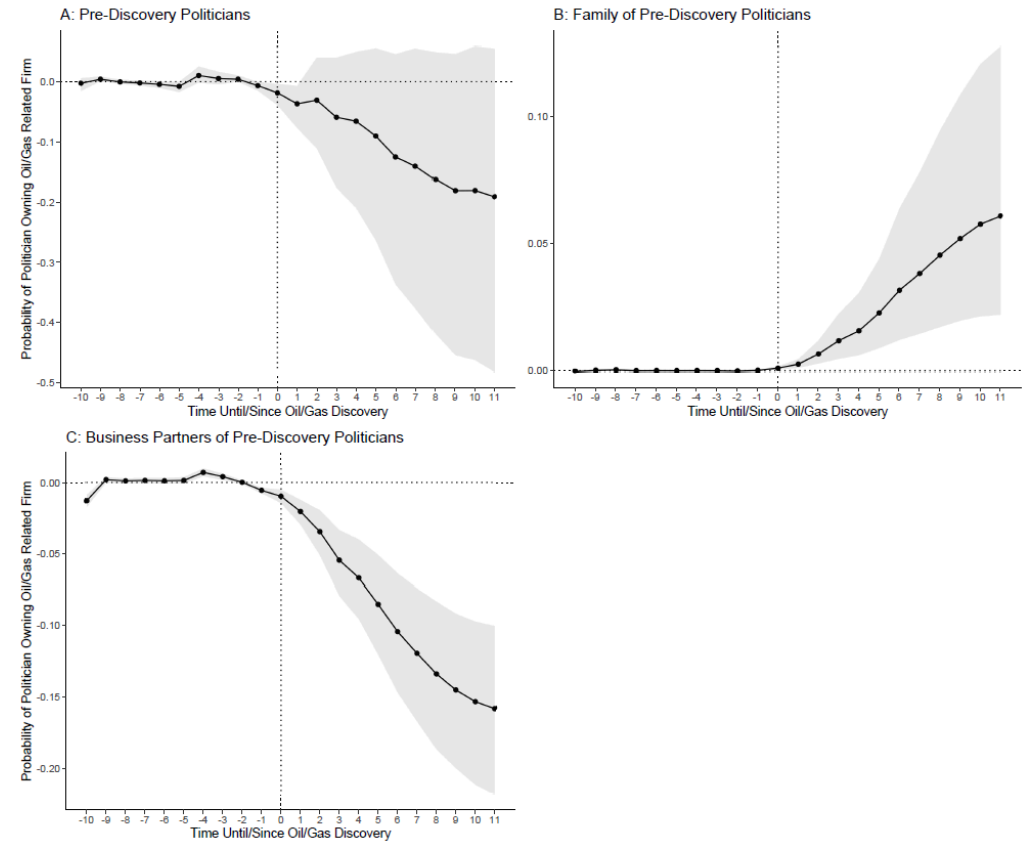 A: Pre-Discovery Politicians
Probability of Politician Owning Oil/Gas Related Firm
0.0
-0.1
-0.2
-0.3
-0.4
-0.5
-10 -9 -8 -7 -6 -5 -4 -3 -2 -1 0 1 2 3 4 5 6 7 8 9 10 11
Time Until/Since Oil/Gas Discovery
B: Family of Pre-Discovery Politicians
0.10
0.05
0.00
-10 -9 -8 -7 -6 -5 -4 -3 -2 -1 0 1 2 3 4 5 6 7 8 9 10 11
Time Until/Since Oil/Gas Discovery
C: Business Partners of Pre-Discovery Politicians
Probability of Politician Owning Oil/Gas Related Firm
0.00
-0.05
-0.10
-0.15
-0.20
-10 -9 -8 -7 -6 -5 -4 -3 -2 -1 0 1 2 3 4 5 6 7 8 9 10 11
Time Until/Since Oil/Gas Discovery